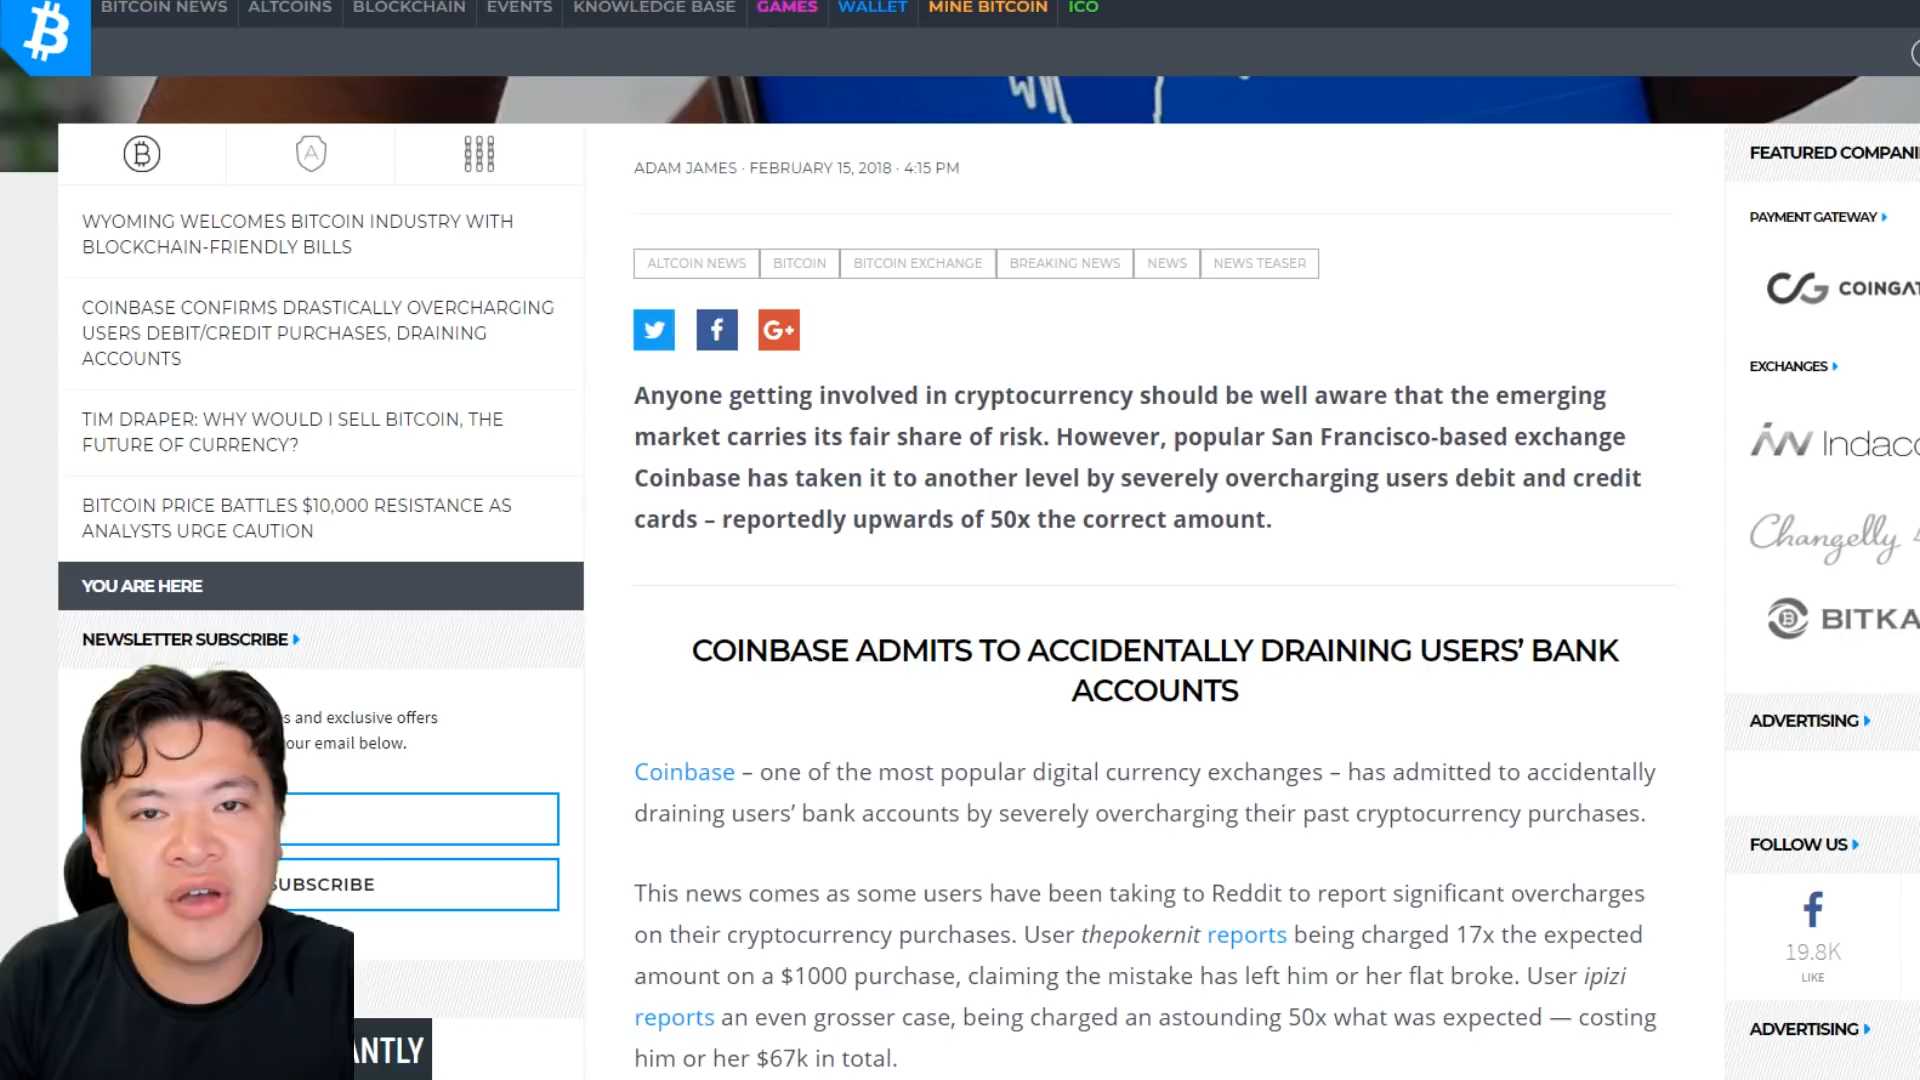 BITCOIN NEWS
ALTCOINS
BLOCKCHAIN
EVENTS
KNOWLEDGE BASE
GAMES
WALLET
MINE BITCOIN
ICO
WYOMING WELCOMES BITCOIN INDUSTRY WITH
BLOCKCHAIN-FRIENDLY BILLS
COINBASE CONFIRMS DRASTICALLY OVERCHARGING
USERS DEBIT/CREDIT PURCHASES, DRAINING
ACCOUNTS
TIM DRAPER: WHY WOULD I SELL BITCOIN, THE
FUTURE OF CURRENCY?
BITCOIN PRICE BATTLES $10,000 RESISTANCE AS
ANALYSTS URGE CAUTION
YOU ARE HERE
NEWSLETTER SUBSCRIBE
and exclusive offers
our email below.
SUBSCRIBE
ANTLY
ADAM JAMES · FEBRUARY 15, 2018 · 4:15 PM
ALTCOIN NEWS
BITCOIN
BITCOIN EXCHANGE
BREAKING NEWS
NEWS
NEWS TEASER
G+
Anyone getting involved in cryptocurrency should be well aware that the emerging
market carries its fair share of risk. However, popular San Francisco-based exchange
Coinbase has taken it to another level by severely overcharging users debit and credit
cards – reportedly upwards of 50x the correct amount.
COINBASE ADMITS TO ACCIDENTALLY DRAINING USERS’ BANK
ACCOUNTS
Coinbase – one of the most popular digital currency exchanges – has admitted to accidentally
draining users’ bank accounts by severely overcharging their past cryptocurrency purchases.
This news comes as some users have been taking to Reddit to report significant overcharges
on their cryptocurrency purchases. User thepokernit reports being charged 17x the expected
amount on a $1000 purchase, claiming the mistake has left him or her flat broke. User ipizi
reports an even grosser case, being charged an astounding 50x what was expected — costing
him or her $67k in total.
FEATURED COMPANI
PAYMENT GATEWAY
COINGAT
EXCHANGES
Indaco
Changelly
BITKA
ADVERTISING
FOLLOW US
19.8K
LIKE
ADVERTISING